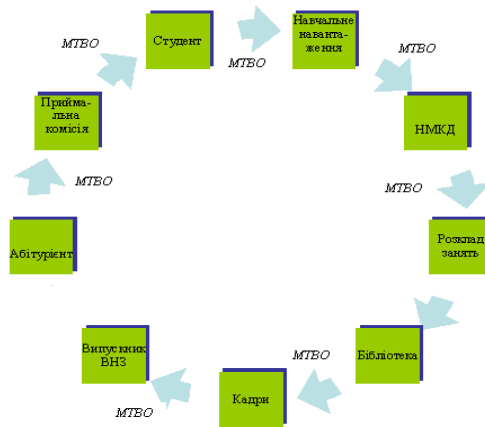 МТВО
Студент
МТВО
Навчальне
наванта-
ження
МТВО
Прийма-
льна
комісія
НМКД
МТВО
МТВО
Абітурієнт
Розклад
занять
Випускник
ВНЗ
МТВО
Бібліотека
Кадри
МТВО